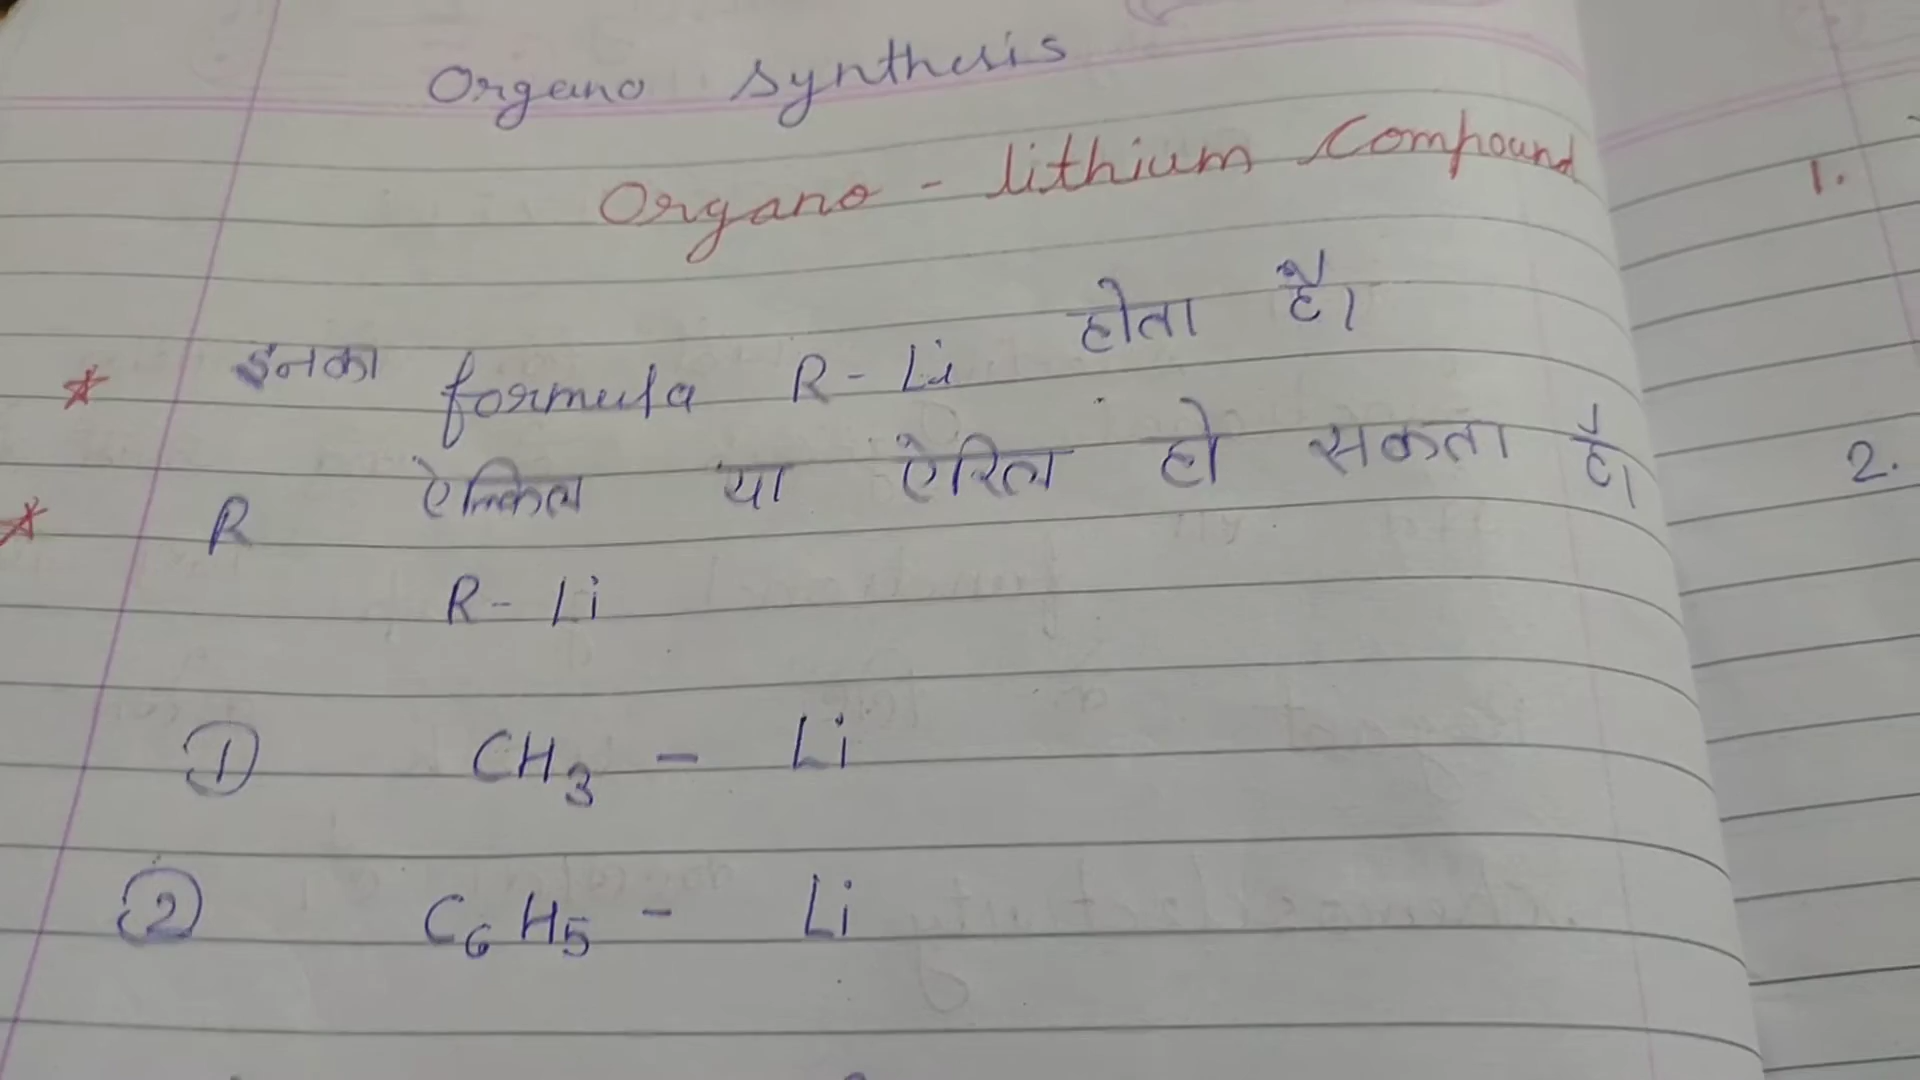 Organo synthesis
Organo - lithium Compound
* इनका formula R - Li होता है।
* R ऐल्किल या ऐरिल हो सकता है।
R - Li
① CH₃ - Li
② C₆H₅ - Li
1.
2.